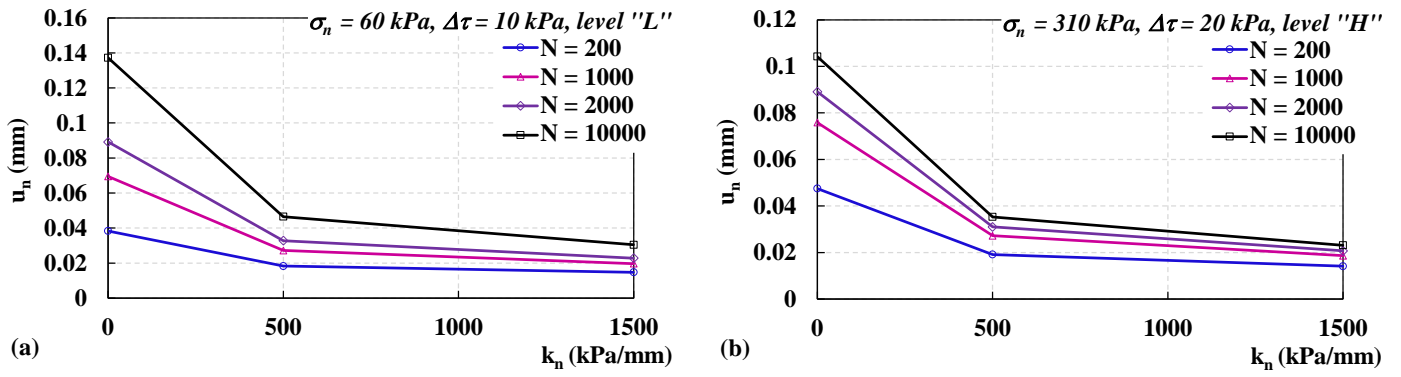 σn = 60 kPa, Δτ = 10 kPa, level "L"
N = 200
N = 1000
N = 2000
N = 10000
0.16
0.14
0.12
0.1
0.08
0.06
0.04
0.02
0
un (mm)
0 500 1000 1500
(a)
kn (kPa/mm)
σn = 310 kPa, Δτ = 20 kPa, level "H"
N = 200
N = 1000
N = 2000
N = 10000
0.12
0.1
0.08
0.06
0.04
0.02
0
un (mm)
0 500 1000 1500
(b)
kn (kPa/mm)